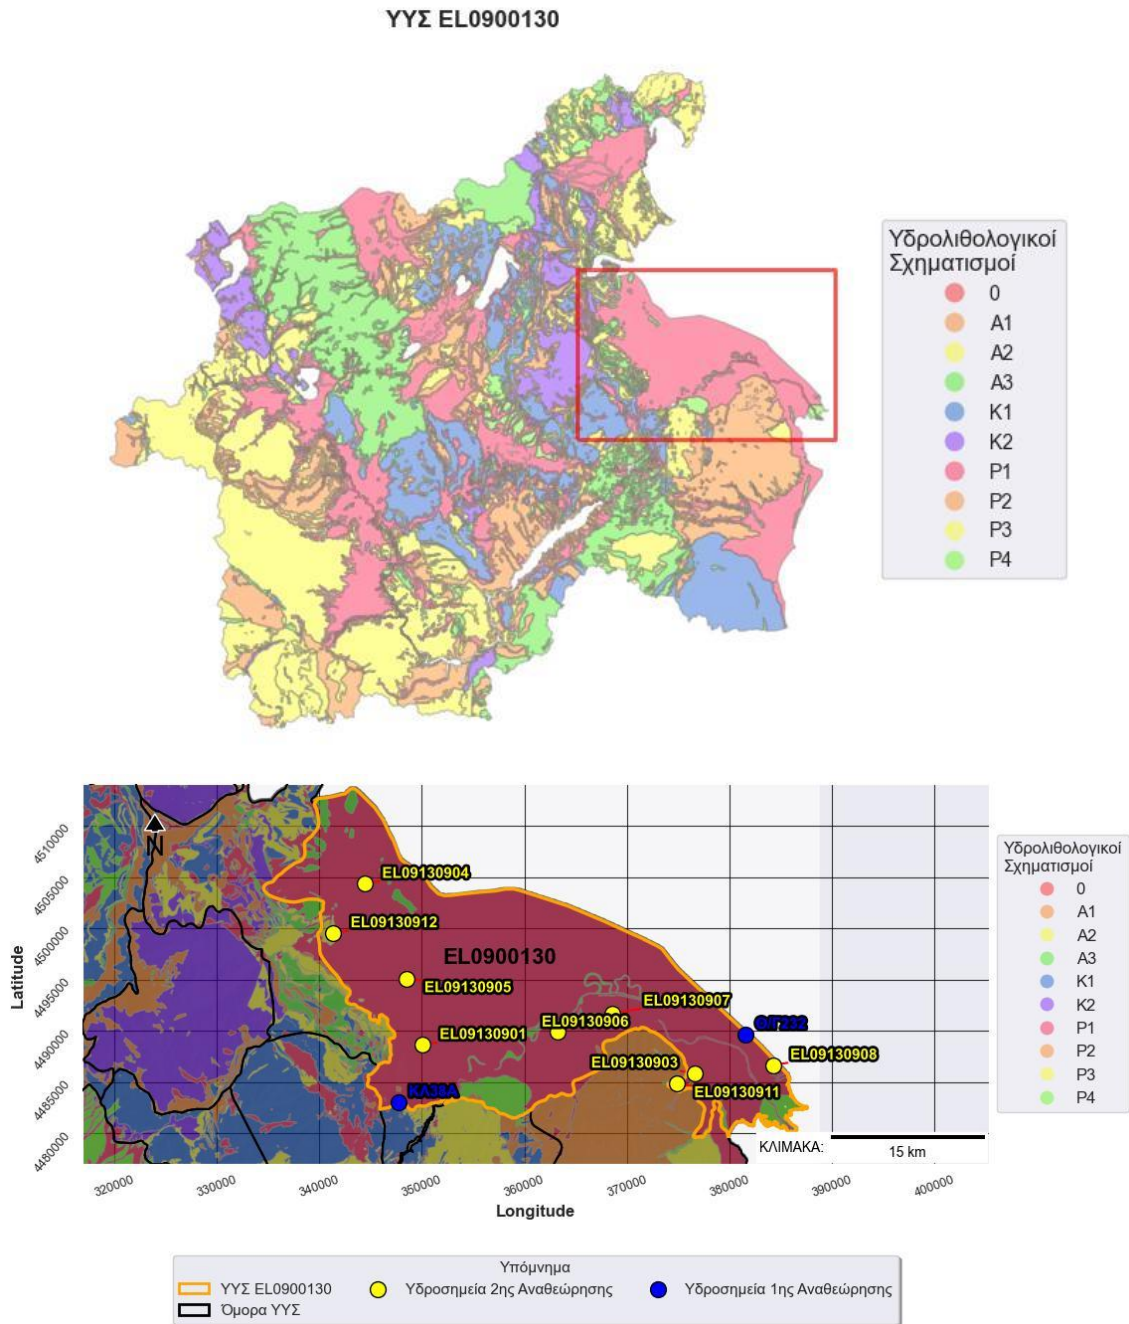 ΥΥΣ EL0900130
Υδρολιθολογικοί
Σχηματισμοί
0
A1
A2
A3
K1
K2
P1
P2
P3
P4
4510000
4505000
4500000
4495000
4490000
4485000
4480000
Latitude
N
EL09130904
EL09130912
EL0900130
EL09130905
EL09130907
EL09130906
EL09130901
EL09130908
EL09130903
EL09130911
ΚΛ38Α
ΚΛΙΜΑΚΑ:
15 km
320000
330000
340000
350000
360000
370000
380000
390000
400000
Longitude
Υδρολιθολογικοί
Σχηματισμοί
0
A1
A2
A3
K1
K2
P1
P2
P3
P4
Υπόμνημα
ΥΥΣ EL0900130
Υδροσημεία 2ης Αναθεώρησης
Υδροσημεία 1ης Αναθεώρησης
Όμορα ΥΥΣ